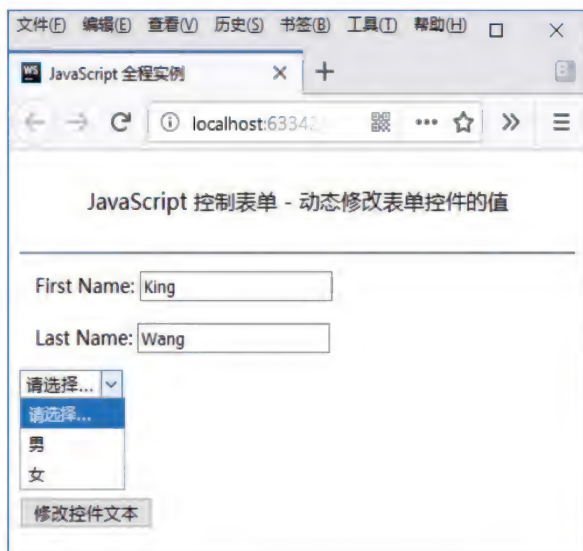 文件(F) 编辑(E) 查看(V) 历史(S) 书签(B) 工具(T) 帮助(H)
WS JavaScript 全程实例
localhost:6334
JavaScript 控制表单 - 动态修改表单控件的值
First Name: King
Last Name: Wang
请选择...
请选择...
男
女
修改控件文本